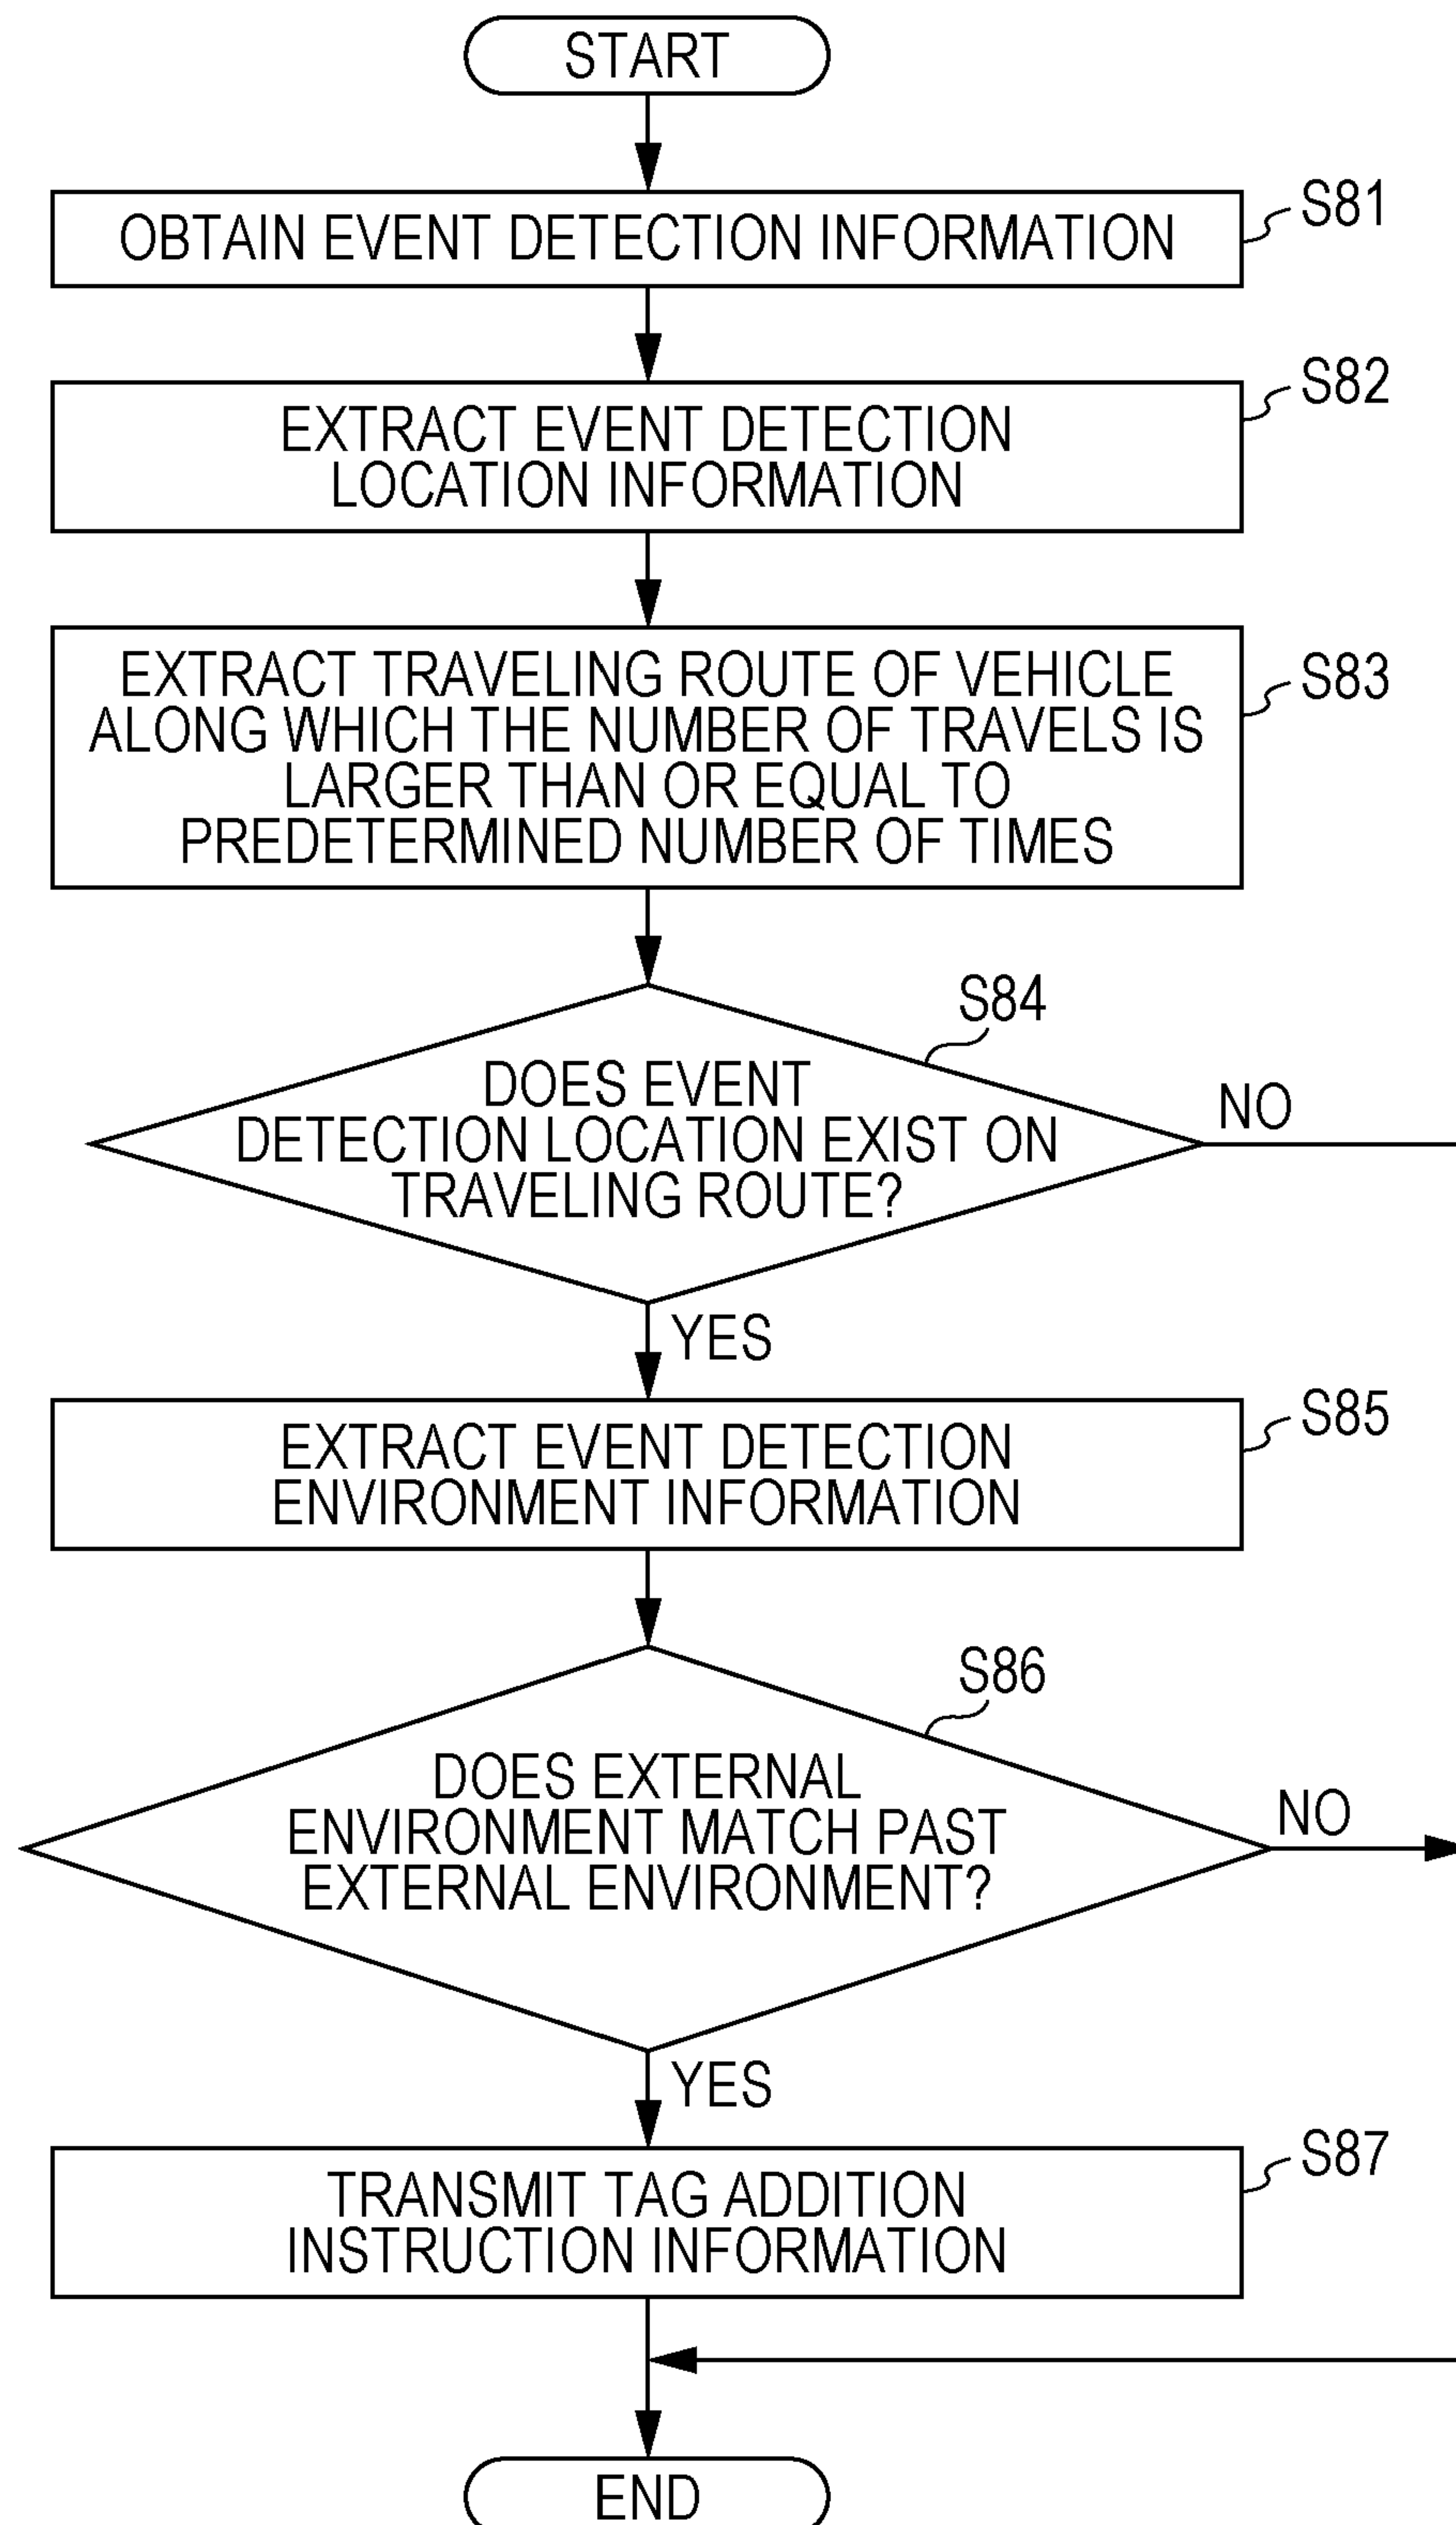 START
OBTAIN EVENT DETECTION INFORMATION
S81
EXTRACT EVENT DETECTION
LOCATION INFORMATION
S82
EXTRACT TRAVELING ROUTE OF VEHICLE
ALONG WHICH THE NUMBER OF TRAVELS IS
LARGER THAN OR EQUAL TO
PREDETERMINED NUMBER OF TIMES
S83
S84
DOES EVENT
DETECTION LOCATION EXIST ON
TRAVELING ROUTE?
NO
YES
EXTRACT EVENT DETECTION
ENVIRONMENT INFORMATION
S85
S86
DOES EXTERNAL
ENVIRONMENT MATCH PAST
EXTERNAL ENVIRONMENT?
NO
YES
TRANSMIT TAG ADDITION
INSTRUCTION INFORMATION
S87
END